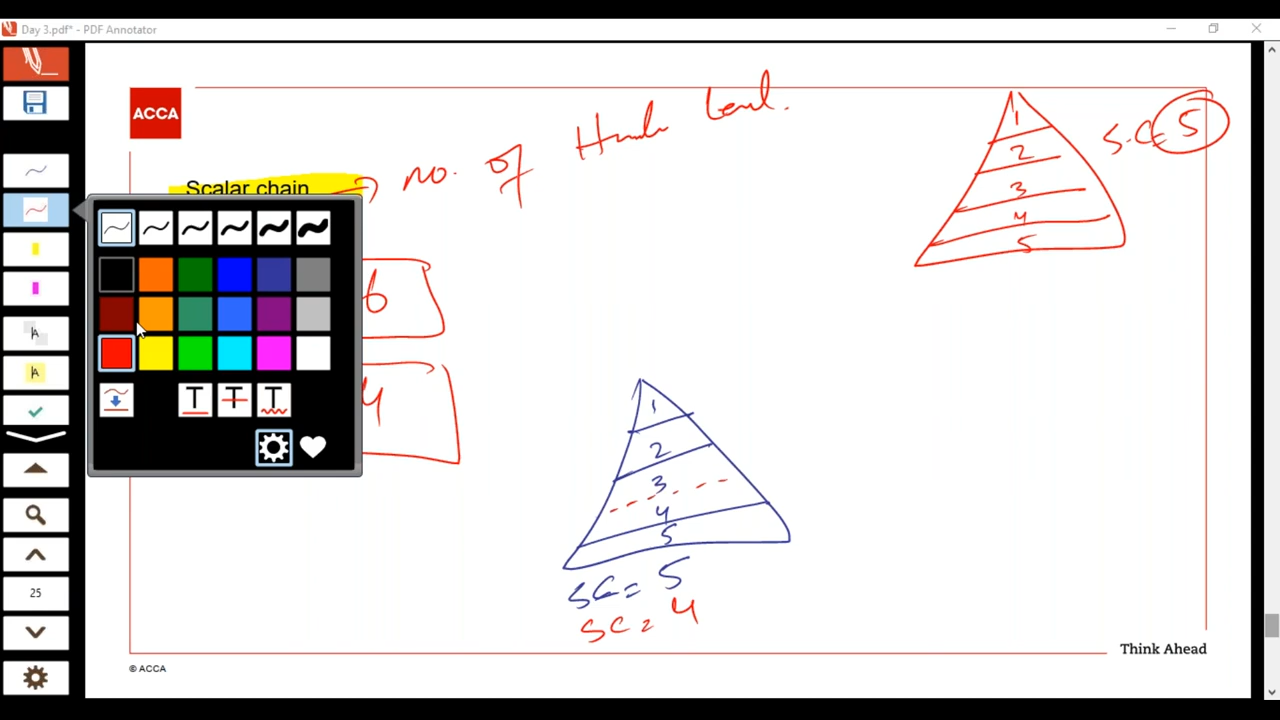 Day 3.pdf* - PDF Annotator
ACCA
Scalar chain → no. of Level.
S.C = 5
1
2
3
4
5
6
4
1
2
3
4
5
SC = 5
SC = 4
A
A
T T T
25
Think Ahead
© ACCA